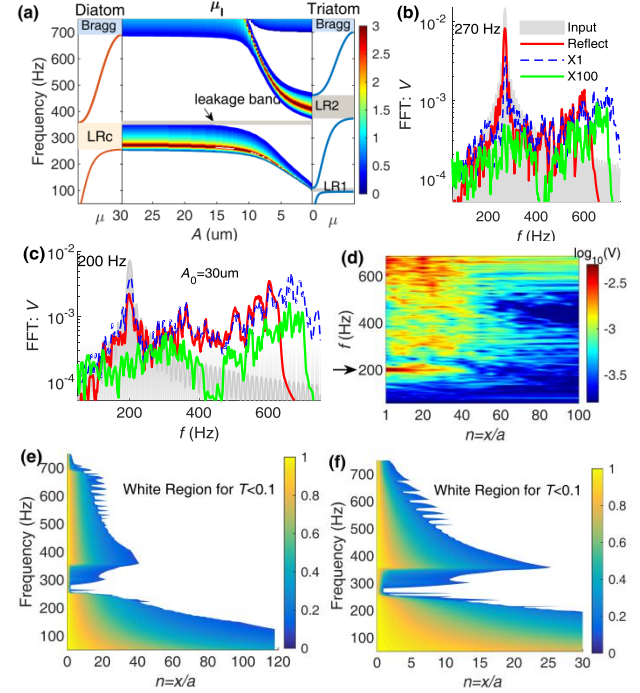 (a) Diatom μI Triatom
Bragg
Bragg
LRc
LR2
LR1
leakage band
Frequency (Hz)
700
600
500
400
300
200
100
μ 30 25 20 15 10 5 0 μ
A (um)
3
2.5
2
1.5
1
0.5
0
(b)
270 Hz
Input
Reflect
X1
X100
FFT: V
10-2
10-3
10-4
200 400 600
f (Hz)
(c)
200 Hz
A0=30um
FFT: V
10-2
10-3
10-4
200 400 600
f (Hz)
(d)
log10(V)
f (Hz)
600
400
200
1 20 40 60 80 100
n=x/a
-2.5
-3
-3.5
(e)
White Region for T<0.1
Frequency (Hz)
700
600
500
400
300
200
100
0 20 40 60 80 100 120
n=x/a
1
0.8
0.6
0.4
0.2
0
(f)
White Region for T<0.1
Frequency (Hz)
700
600
500
400
300
200
100
0 5 10 15 20 25 30
n=x/a
1
0.8
0.6
0.4
0.2
0